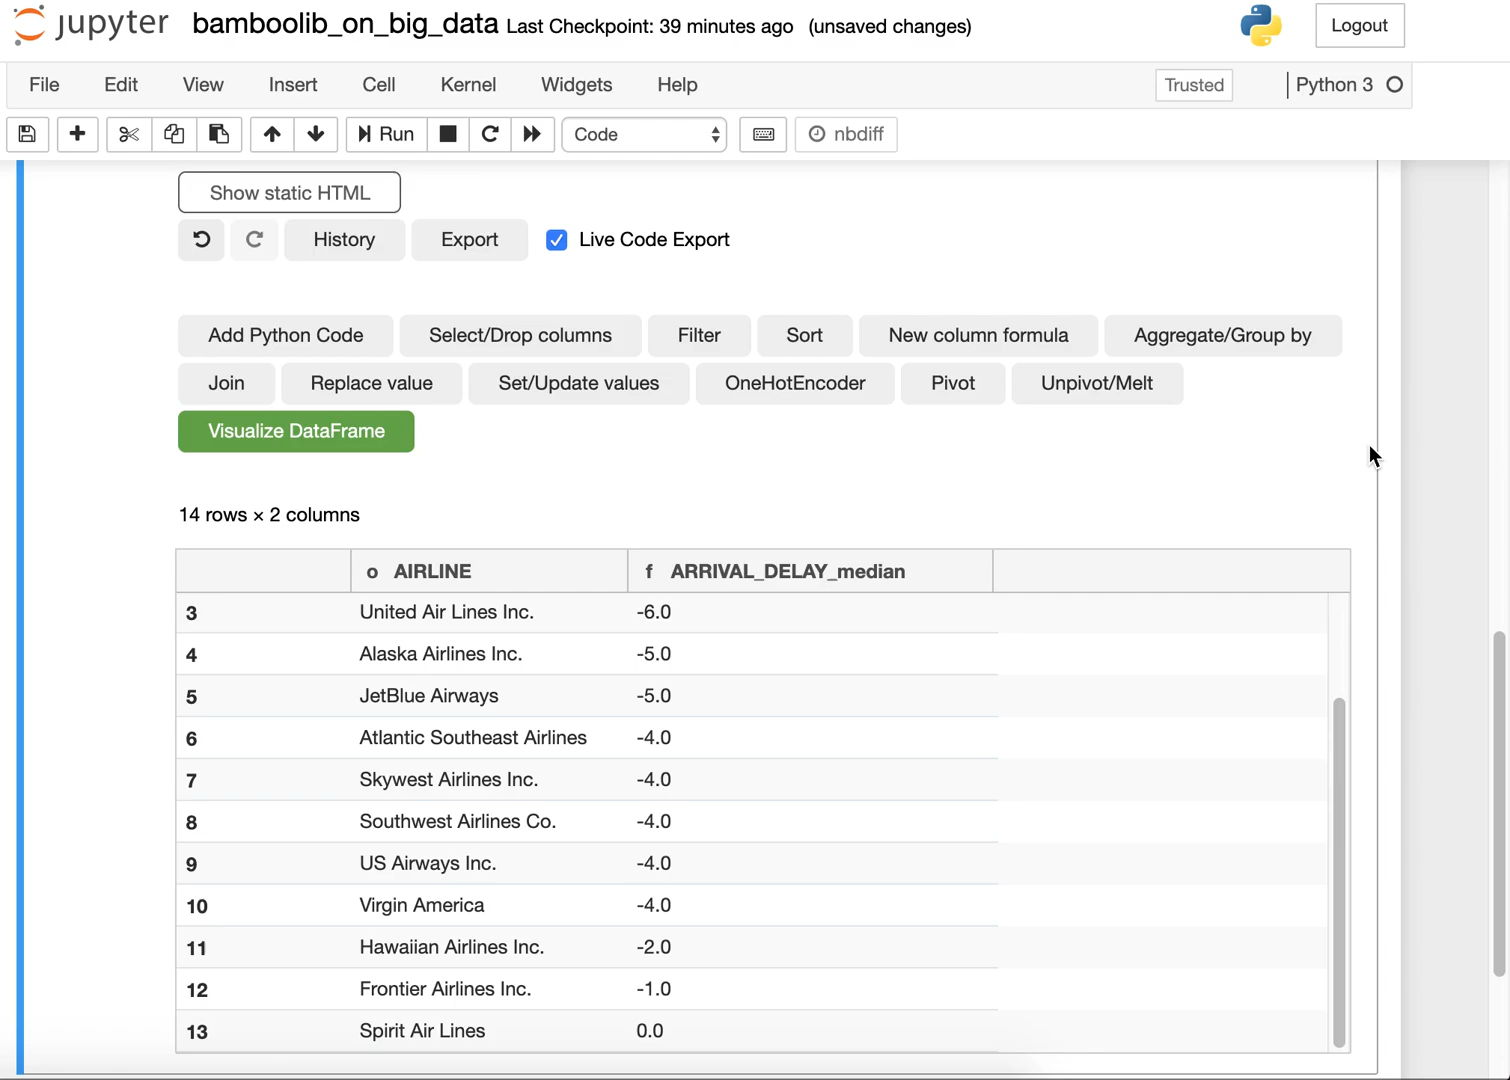 jupyter bamboolib_on_big_data Last Checkpoint: 39 minutes ago (unsaved changes) Logout
File Edit View Insert Cell Kernel Widgets Help Trusted Python 3
Run Code nbdiff
Show static HTML
History Export Live Code Export
Add Python Code Select/Drop columns Filter Sort New column formula Aggregate/Group by
Join Replace value Set/Update values OneHotEncoder Pivot Unpivot/Melt
Visualize DataFrame
14 rows × 2 columns
o AIRLINE f ARRIVAL_DELAY_median
3 United Air Lines Inc. -6.0
4 Alaska Airlines Inc. -5.0
5 JetBlue Airways -5.0
6 Atlantic Southeast Airlines -4.0
7 Skywest Airlines Inc. -4.0
8 Southwest Airlines Co. -4.0
9 US Airways Inc. -4.0
10 Virgin America -4.0
11 Hawaiian Airlines Inc. -2.0
12 Frontier Airlines Inc. -1.0
13 Spirit Air Lines 0.0